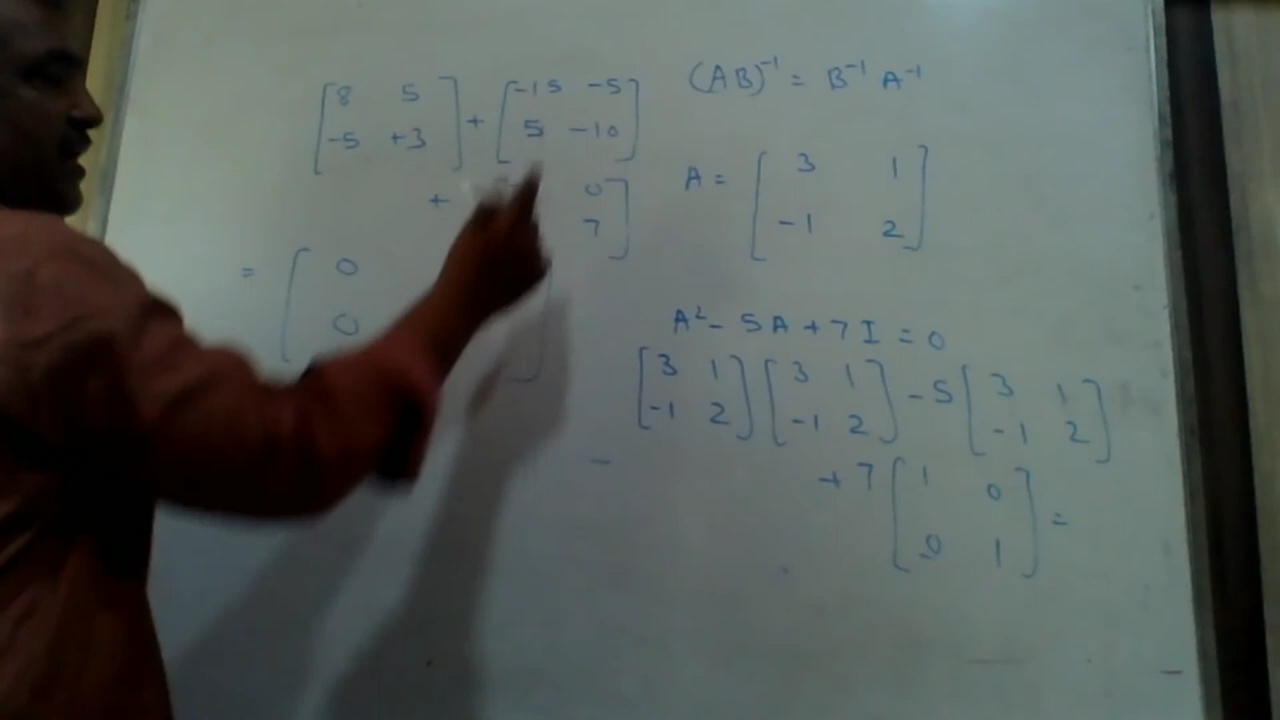 [8 5] + [-15 -5]
[-5 +3] [5 -10]
+ 0]
7]
= [0
0
(AB)⁻¹ = B⁻¹ A⁻¹
A = [3 1]
[-1 2]
A² - 5A + 7I = 0
[3 1] [3 1] - 5 [3 1]
[-1 2] [-1 2] [-1 2]
-
+ 7 [1 0] =
[0 1]